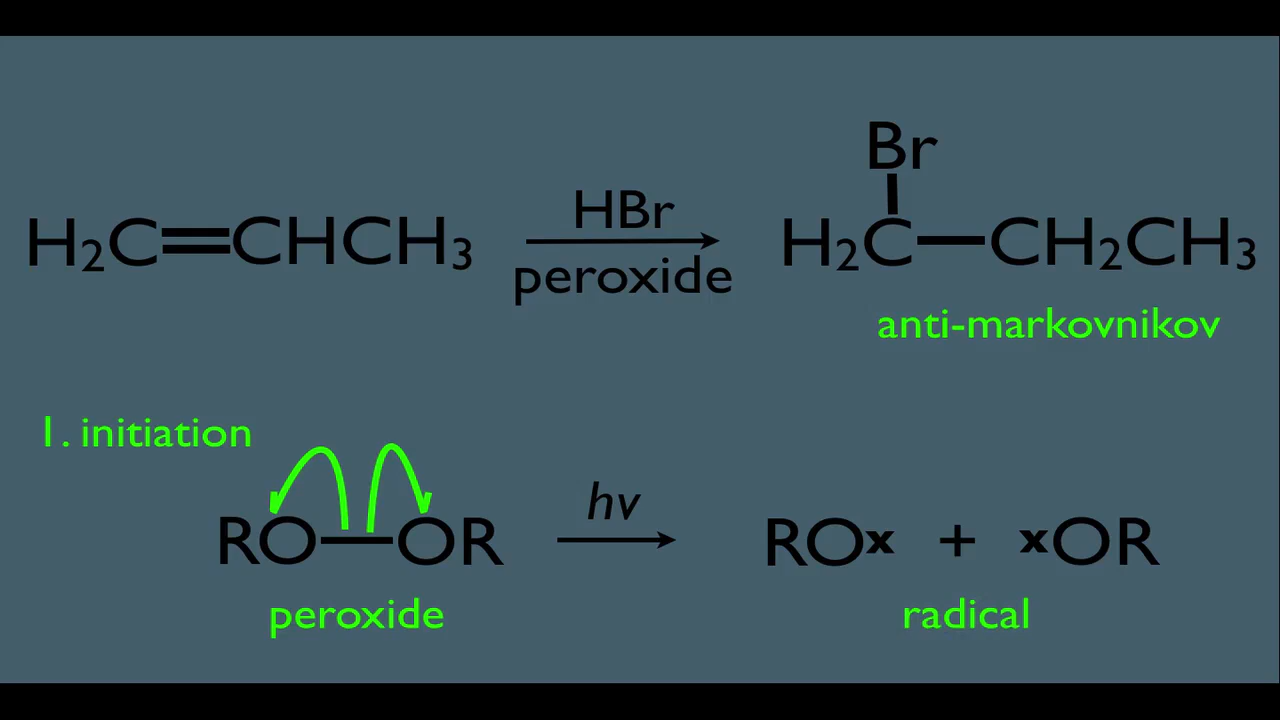 Br
H₂C=CHCH₃ HBr H₂C—CH₂CH₃
peroxide
anti-markovnikov
1. initiation
hv
RO—OR ROx + xOR
peroxide radical